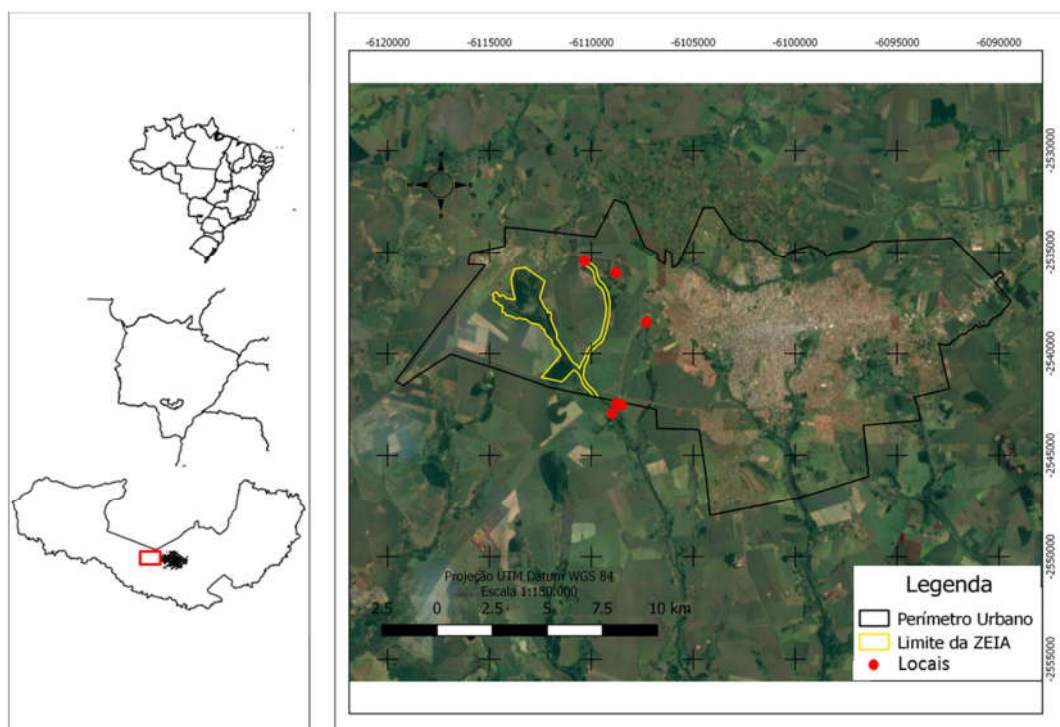 -6120000 -6115000 -6110000 -6105000 -6100000 -6095000 -6090000
-2530000
-2535000
-2540000
-2545000
-2550000
-2555000
Projeção UTM Datum WGS 84
Escala 1:180.000
2.5 0 2.5 5 7.5 10 km
Legenda
Perímetro Urbano
Limite da ZEIA
Locais